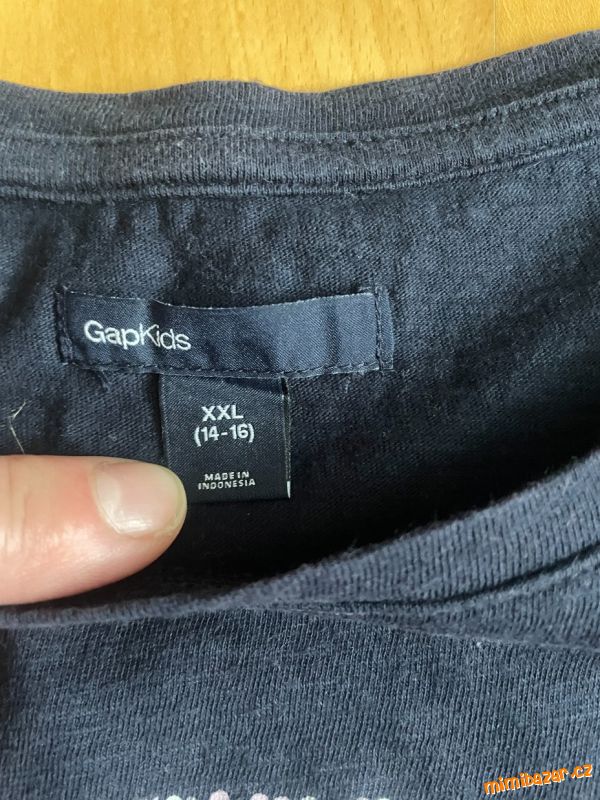 GapKids
XXL
(14-16)
MADE IN
INDONESIA
mimibazar.cz